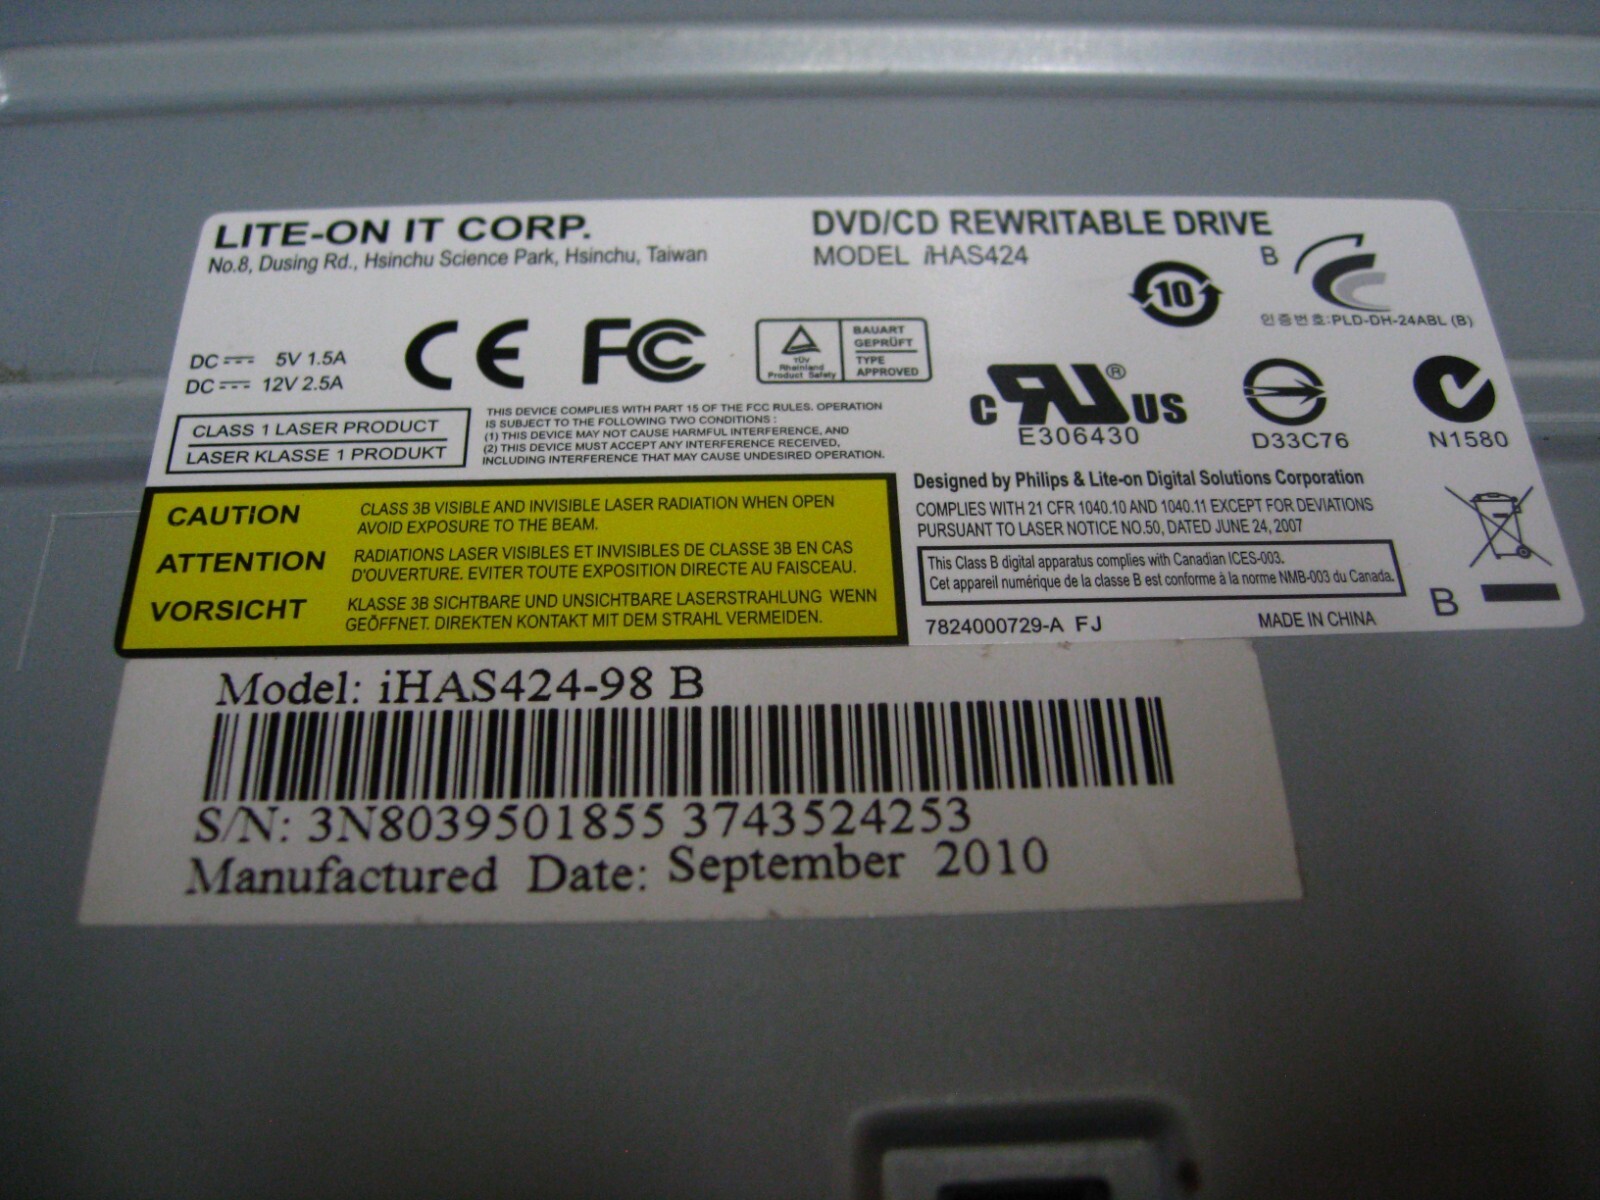 LITE-ON IT CORP.
No.8, Dusing Rd., Hsinchu Science Park, Hsinchu, Taiwan
DVD/CD REWRITABLE DRIVE
MODEL iHAS424
10
B
인증번호:PLD-DH-24ABL (B)
DC 5V 1.5A
DC 12V 2.5A
CE FC
TÜV
Rheinland
Product Safety
BAUART
GEPRÜFT
TYPE
APPROVED
C RU ® US
E306430
D33C76
N1580
CLASS 1 LASER PRODUCT
LASER KLASSE 1 PRODUKT
THIS DEVICE COMPLIES WITH PART 15 OF THE FCC RULES. OPERATION
IS SUBJECT TO THE FOLLOWING TWO CONDITIONS :
(1) THIS DEVICE MAY NOT CAUSE HARMFUL INTERFERENCE, AND
(2) THIS DEVICE MUST ACCEPT ANY INTERFERENCE RECEIVED,
INCLUDING INTERFERENCE THAT MAY CAUSE UNDESIRED OPERATION.
CAUTION CLASS 3B VISIBLE AND INVISIBLE LASER RADIATION WHEN OPEN
AVOID EXPOSURE TO THE BEAM.
ATTENTION RADIATIONS LASER VISIBLES ET INVISIBLES DE CLASSE 3B EN CAS
D'OUVERTURE. EVITER TOUTE EXPOSITION DIRECTE AU FAISCEAU.
VORSICHT KLASSE 3B SICHTBARE UND UNSICHTBARE LASERSTRAHLUNG WENN
GEÖFFNET. DIREKTEN KONTAKT MIT DEM STRAHL VERMEIDEN.
Designed by Philips & Lite-on Digital Solutions Corporation
COMPLIES WITH 21 CFR 1040.10 AND 1040.11 EXCEPT FOR DEVIATIONS
PURSUANT TO LASER NOTICE NO.50, DATED JUNE 24, 2007
This Class B digital apparatus complies with Canadian ICES-003.
Cet appareil numérique de la classe B est conforme à la norme NMB-003 du Canada.
B
7824000729-A FJ MADE IN CHINA
Model: iHAS424-98 B
S/N: 3N8039501855 3743524253
Manufactured Date: September 2010